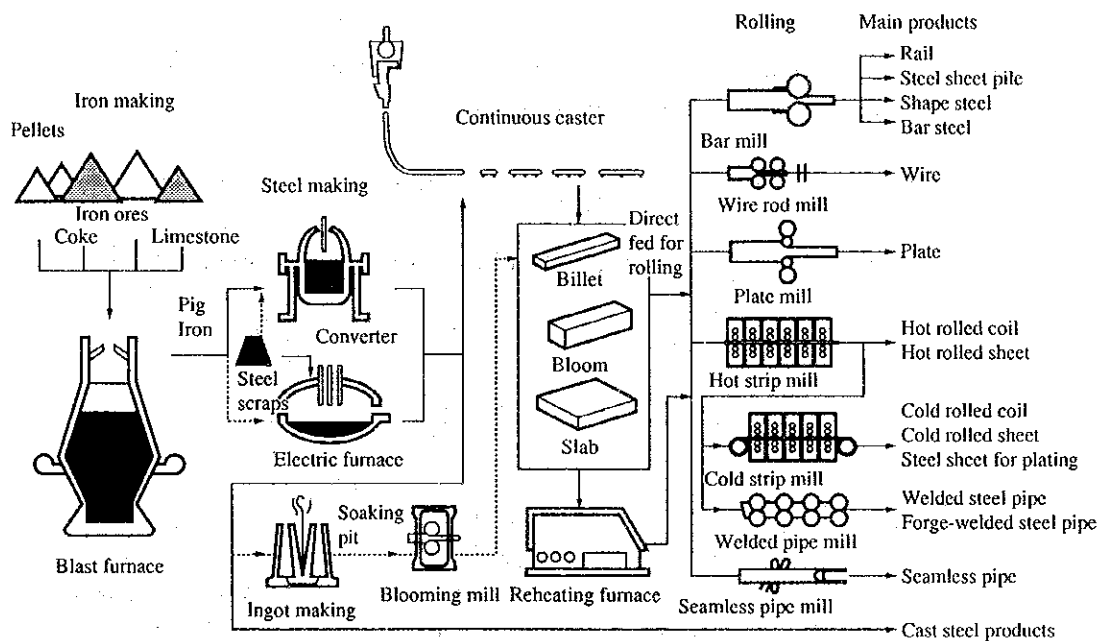 Rolling
Main products
Rail
Steel sheet pile
Shape steel
Bar steel
Iron making
Pellets
Continuous caster
Bar mill
Steel making
Wire
Wire rod mill
Iron ores
Coke
Limestone
Direct
fed for
rolling
Billet
Plate
Plate mill
Pig
Iron
Converter
Bloom
Hot rolled coil
Hot rolled sheet
Hot strip mill
Steel
scraps
Slab
Cold rolled coil
Cold rolled sheet
Steel sheet for plating
Electric furnace
Cold strip mill
Welded steel pipe
Forge-welded steel pipe
Soaking
pit
Welded pipe mill
Blast furnace
Seamless pipe
Ingot making
Blooming mill
Reheating furnace
Seamless pipe mill
Cast steel products